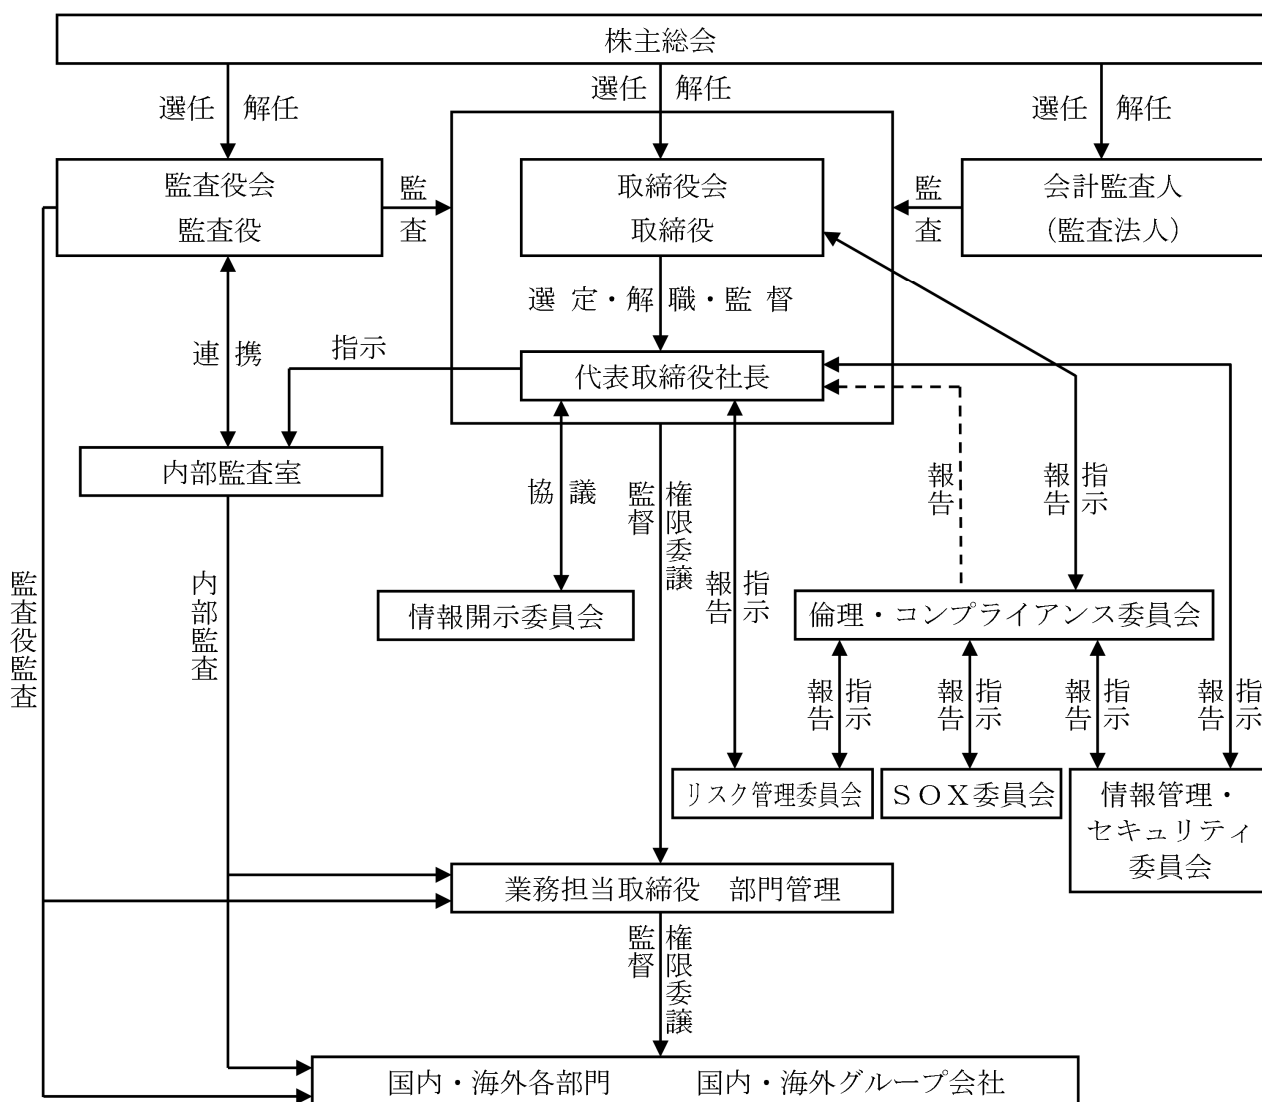 株主総会
選任 解任
選任 解任
選任 解任
監査役会
監査役
監査
取締役会
取締役
監査
会計監査人
（監査法人）
選定・解職・監督
連携
指示
代表取締役社長
内部監査室
協議
監督
権限委譲
報告
指示
報告
報告
指示
監査役監査
内部監査
情報開示委員会
倫理・コンプライアンス委員会
報告
指示
報告
指示
報告
指示
報告
指示
リスク管理委員会
ＳＯＸ委員会
情報管理・
セキュリティ
委員会
業務担当取締役　部門管理
監督
権限委譲
国内・海外各部門　国内・海外グループ会社